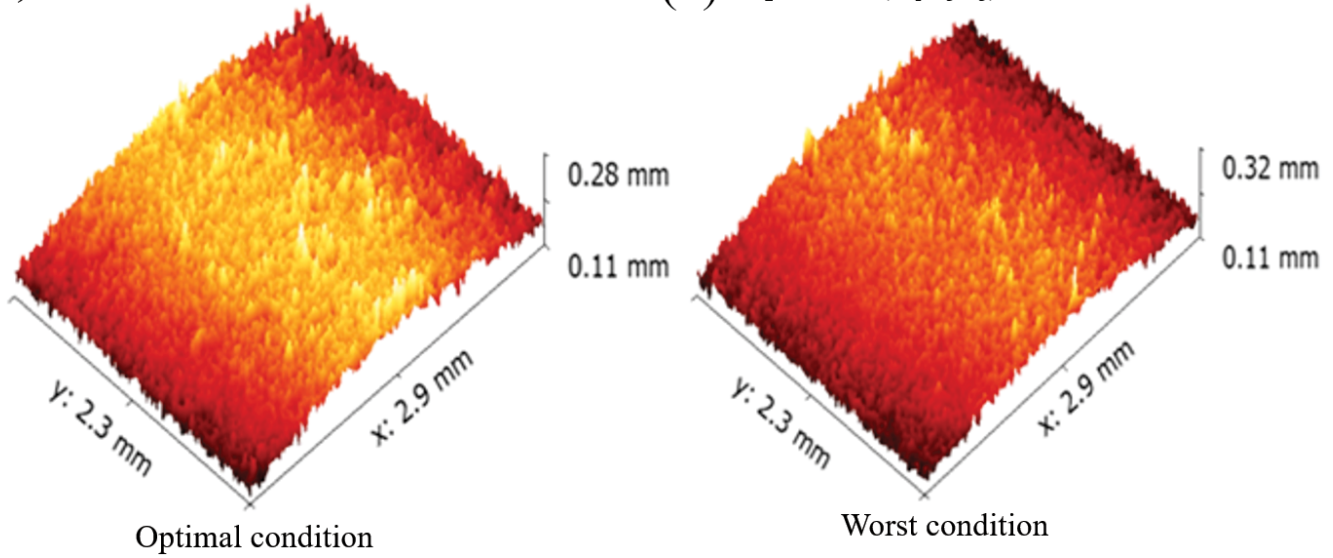 0.28 mm
0.11 mm
y: 2.3 mm
x: 2.9 mm
Optimal condition
0.32 mm
0.11 mm
y: 2.3 mm
x: 2.9 mm
Worst condition